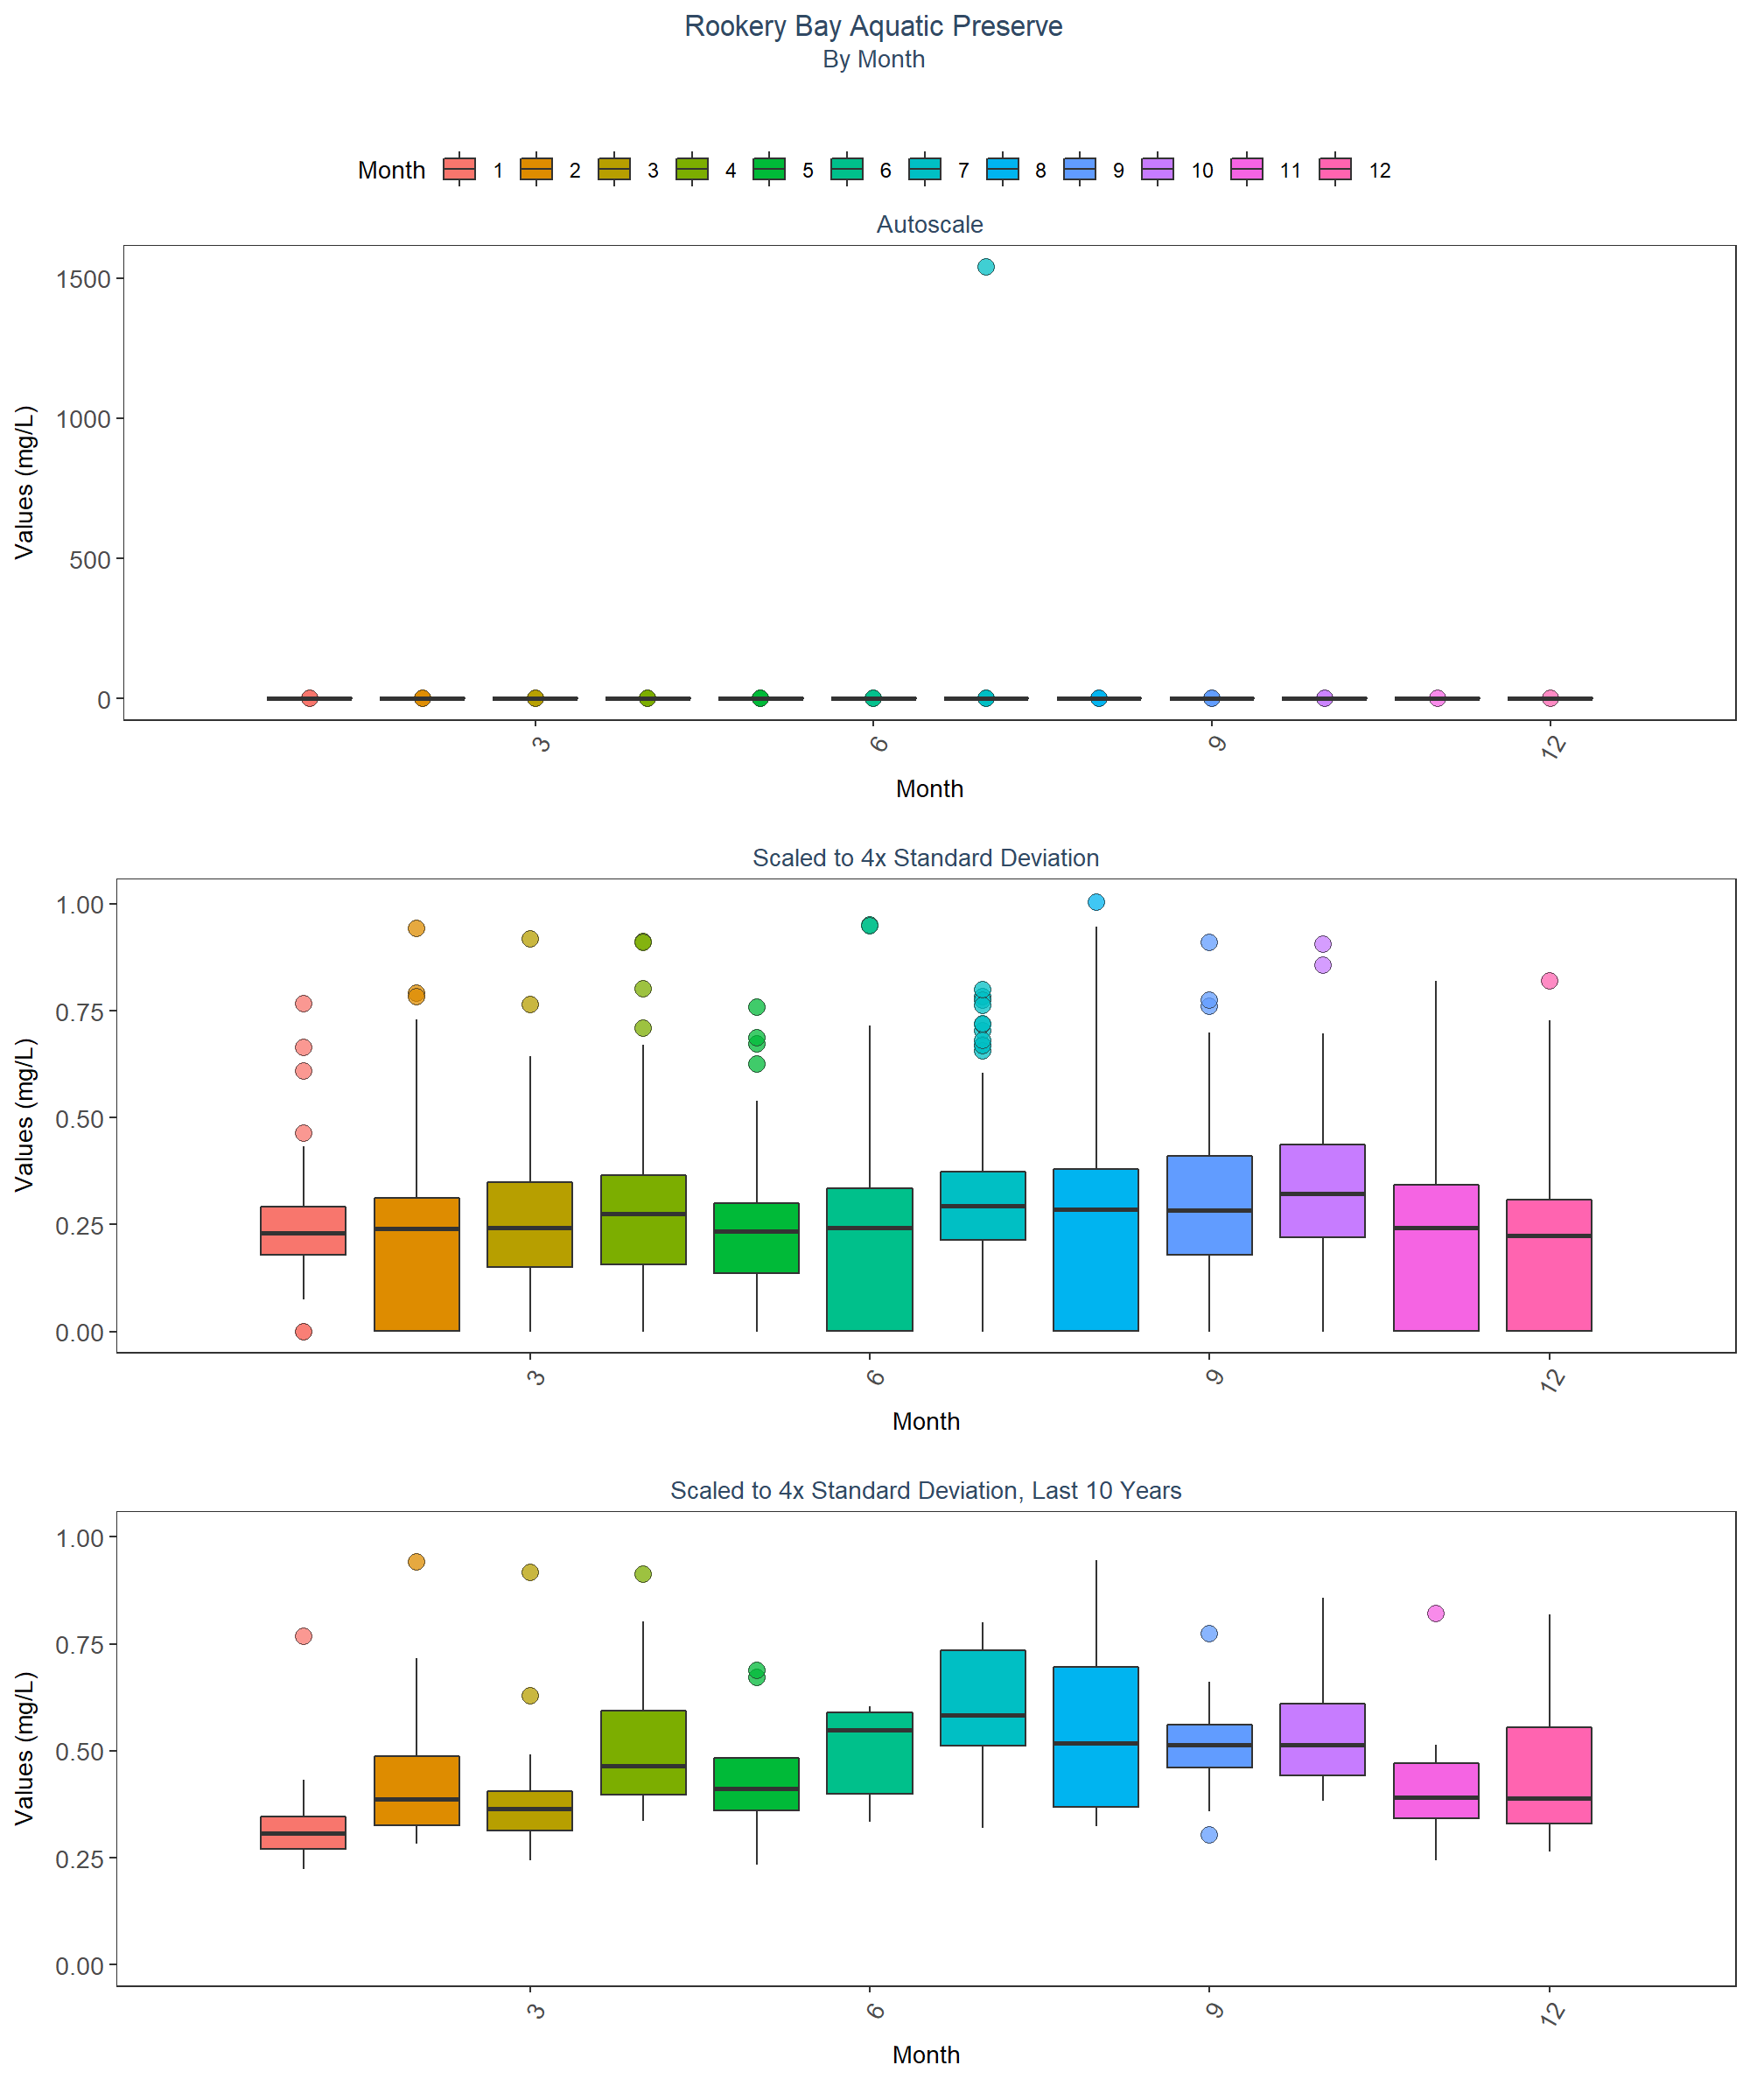 Rookery Bay Aquatic Preserve
By Month
Month 1 2 3 4 5 6 7 8 9 10 11 12
Autoscale
1500
1000
500
0
Values (mg/L)
3 6 9 12
Month
Scaled to 4x Standard Deviation
1.00
0.75
0.50
0.25
0.00
Values (mg/L)
3 6 9 12
Month
Scaled to 4x Standard Deviation, Last 10 Years
1.00
0.75
0.50
0.25
0.00
Values (mg/L)
3 6 9 12
Month